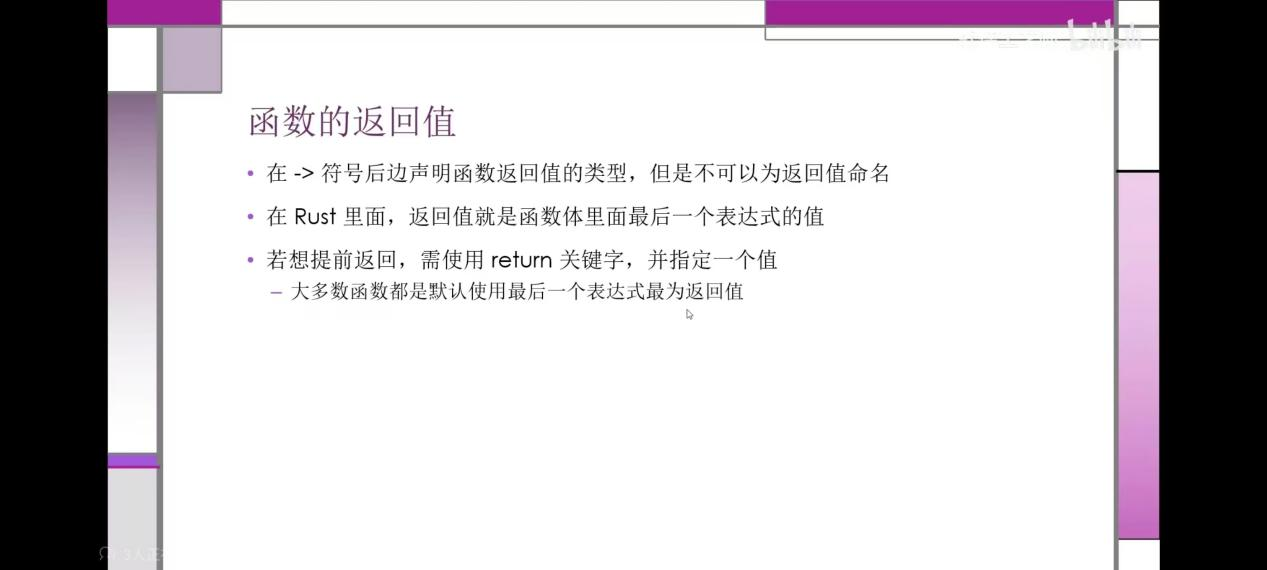 bilibili
函数的返回值
• 在 -> 符号后边声明函数返回值的类型，但是不可以为返回值命名
• 在 Rust 里面，返回值就是函数体里面最后一个表达式的值
• 若想提前返回，需使用 return 关键字，并指定一个值
– 大多数函数都是默认使用最后一个表达式最为返回值
3人正